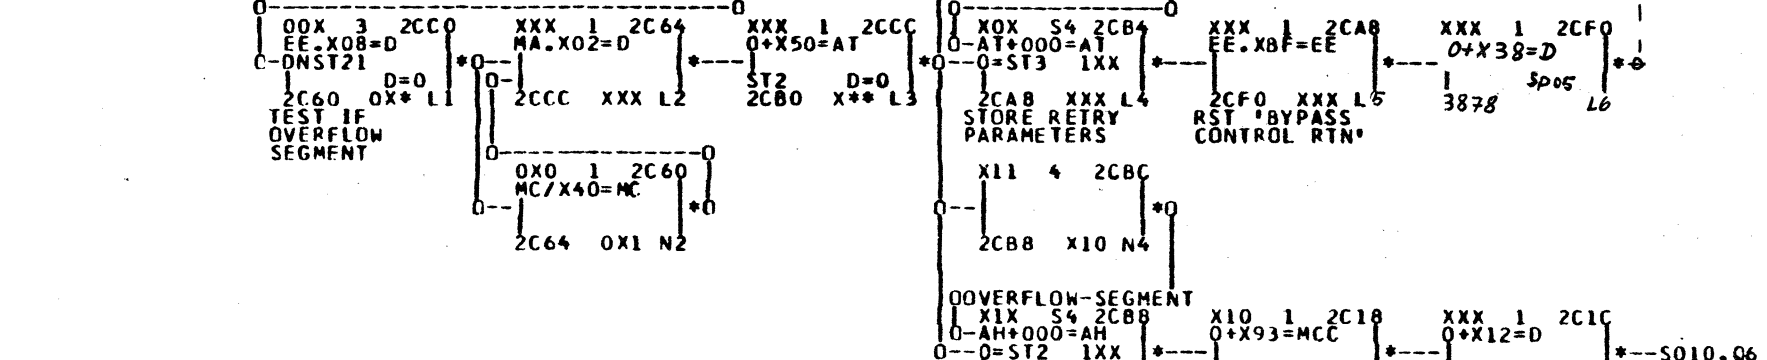 00X 3 2CC0
EE.X08=D
0-0NST21
D=0
2C60 0X* L1
TEST IF
OVERFLOW
SEGMENT
XXX 1 2C64
MA.X02=D
2CCC XXX L2
0X0 1 2C60
MC/X40=MC
2C64 0X1 N2
XXX 1 2CCC
0+X50=AT
ST2 D=0
2CB0 X** L3
X0X S4 2CB4
0-AT+000=AT
0--0=ST3 1XX
2CA8 XXX L4
STORE RETRY
PARAMETERS
X11 4 2CBC
2CB8 X10 N4
0OVERFLOW-SEGMENT
X1X S4 2CB8
0-AH+000=AH
0--0=ST2 1XX
XXX 1 2CA8
EE.XBF=EE
2CF0 XXX L5
RST 'BYPASS
CONTROL RTN'
X10 1 2C18
0+X93=MCC
XXX 1 2CF0
0+X38=D
SP05
3878 L6
XXX 1 2C1C
0+X12=D
*--S010.06